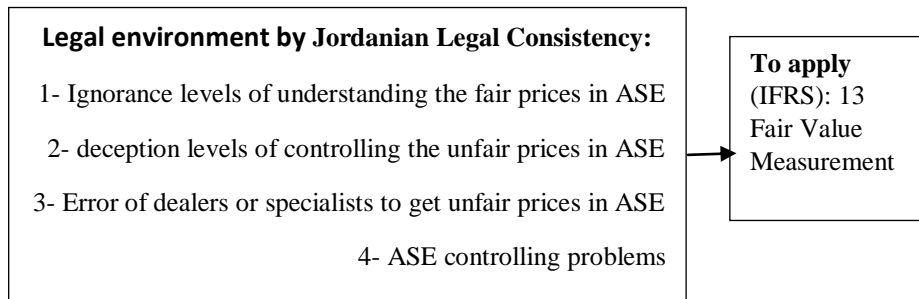 Legal environment by Jordanian Legal Consistency:
1- Ignorance levels of understanding the fair prices in ASE
2- deception levels of controlling the unfair prices in ASE
3- Error of dealers or specialists to get unfair prices in ASE
4- ASE controlling problems
To apply
(IFRS): 13
Fair Value
Measurement